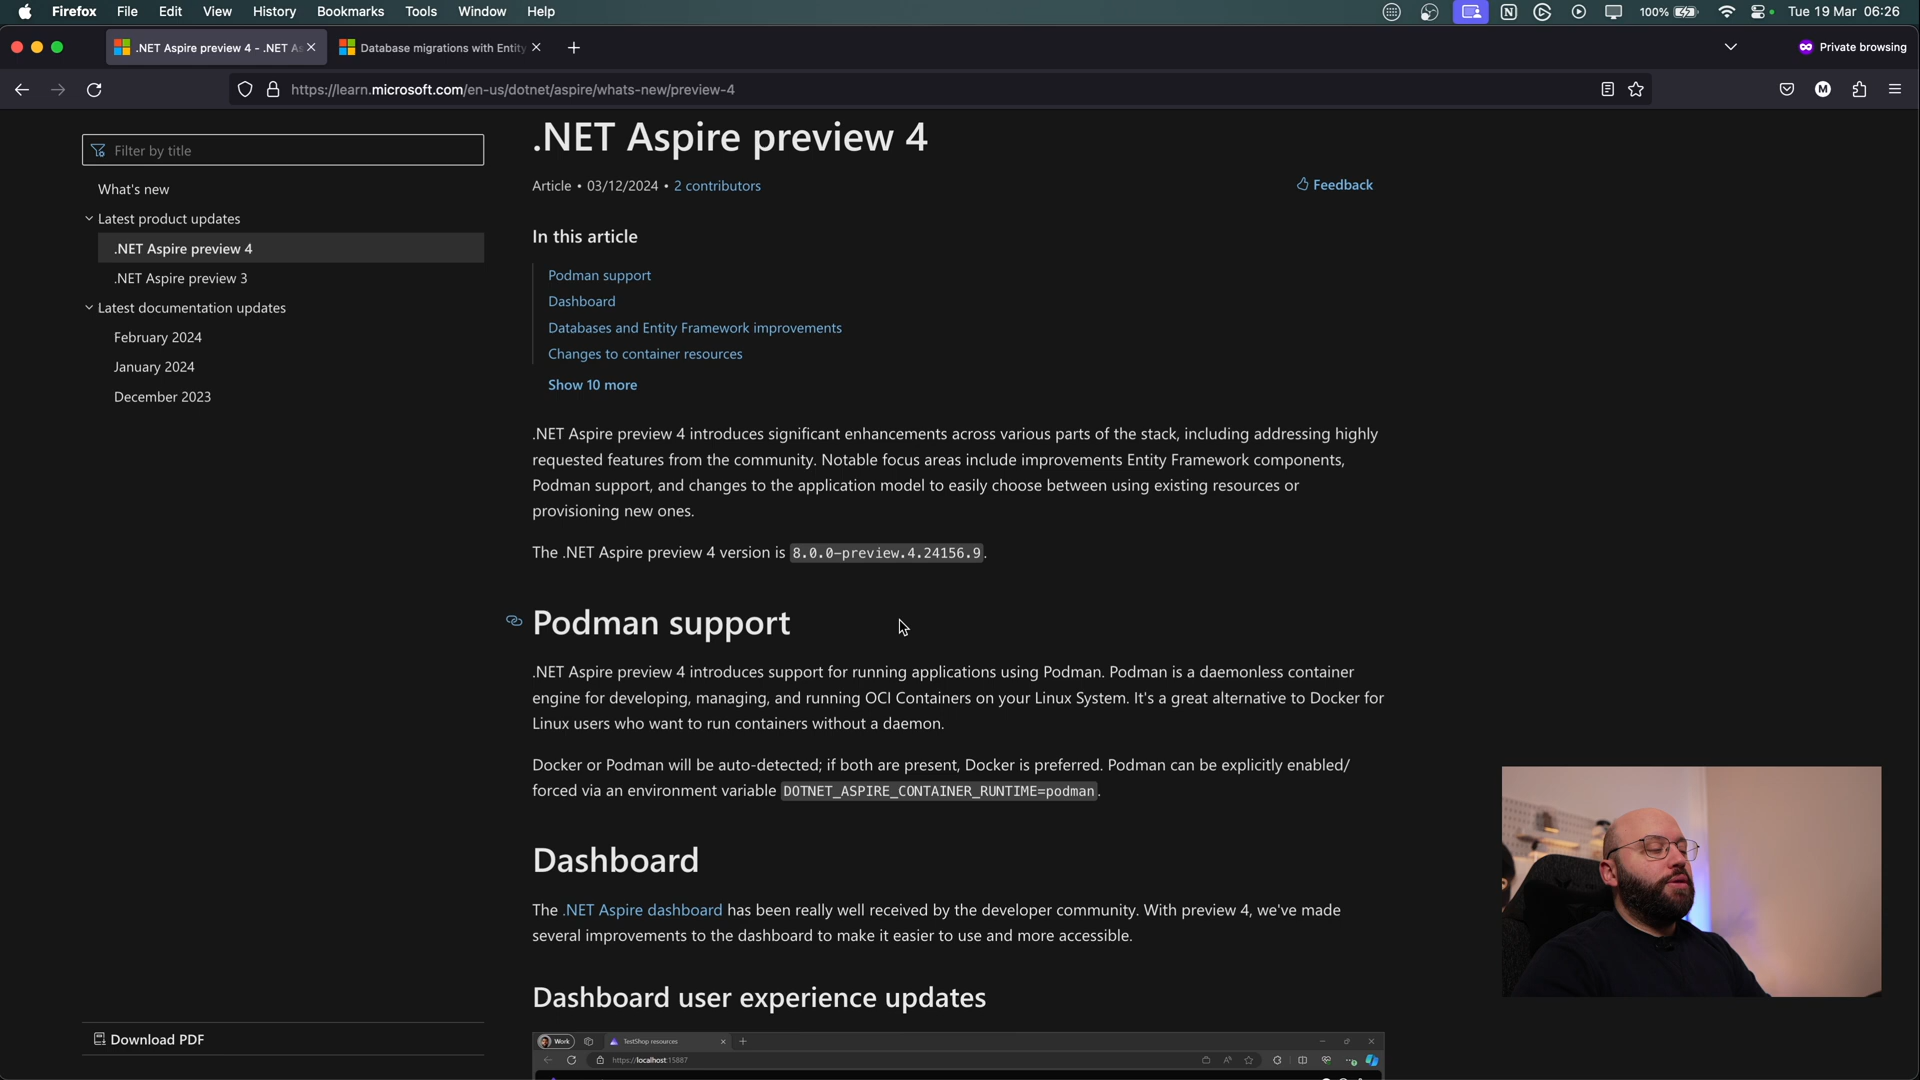 Firefox File Edit View History Bookmarks Tools Window Help 100% Tue 19 Mar 06:26
.NET Aspire preview 4 - .NET As Database migrations with Entity Private browsing
https://learn.microsoft.com/en-us/dotnet/aspire/whats-new/preview-4
Filter by title
What's new
Latest product updates
.NET Aspire preview 4
.NET Aspire preview 3
Latest documentation updates
February 2024
January 2024
December 2023
Download PDF
.NET Aspire preview 4
Article • 03/12/2024 • 2 contributors
Feedback
In this article
Podman support
Dashboard
Databases and Entity Framework improvements
Changes to container resources
Show 10 more
.NET Aspire preview 4 introduces significant enhancements across various parts of the stack, including addressing highly
requested features from the community. Notable focus areas include improvements Entity Framework components,
Podman support, and changes to the application model to easily choose between using existing resources or
provisioning new ones.
The .NET Aspire preview 4 version is 8.0.0-preview.4.24156.9.
Podman support
.NET Aspire preview 4 introduces support for running applications using Podman. Podman is a daemonless container
engine for developing, managing, and running OCI Containers on your Linux System. It's a great alternative to Docker for
Linux users who want to run containers without a daemon.
Docker or Podman will be auto-detected; if both are present, Docker is preferred. Podman can be explicitly enabled/
forced via an environment variable DOTNET_ASPIRE_CONTAINER_RUNTIME=podman.
Dashboard
The .NET Aspire dashboard has been really well received by the developer community. With preview 4, we've made
several improvements to the dashboard to make it easier to use and more accessible.
Dashboard user experience updates
Work TestShop resources
https://localhost:15887